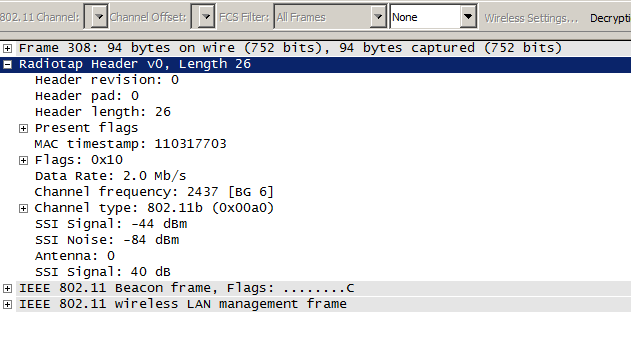 802.11 Channel: Channel Offset: FCS Filter: All Frames None Wireless Settings... Decrypti
Frame 308: 94 bytes on wire (752 bits), 94 bytes captured (752 bits)
Radiotap Header v0, Length 26
Header revision: 0
Header pad: 0
Header length: 26
Present flags
MAC timestamp: 110317703
Flags: 0x10
Data Rate: 2.0 Mb/s
Channel frequency: 2437 [BG 6]
Channel type: 802.11b (0x00a0)
SSI Signal: -44 dBm
SSI Noise: -84 dBm
Antenna: 0
SSI Signal: 40 dB
IEEE 802.11 Beacon frame, Flags: ........C
IEEE 802.11 wireless LAN management frame